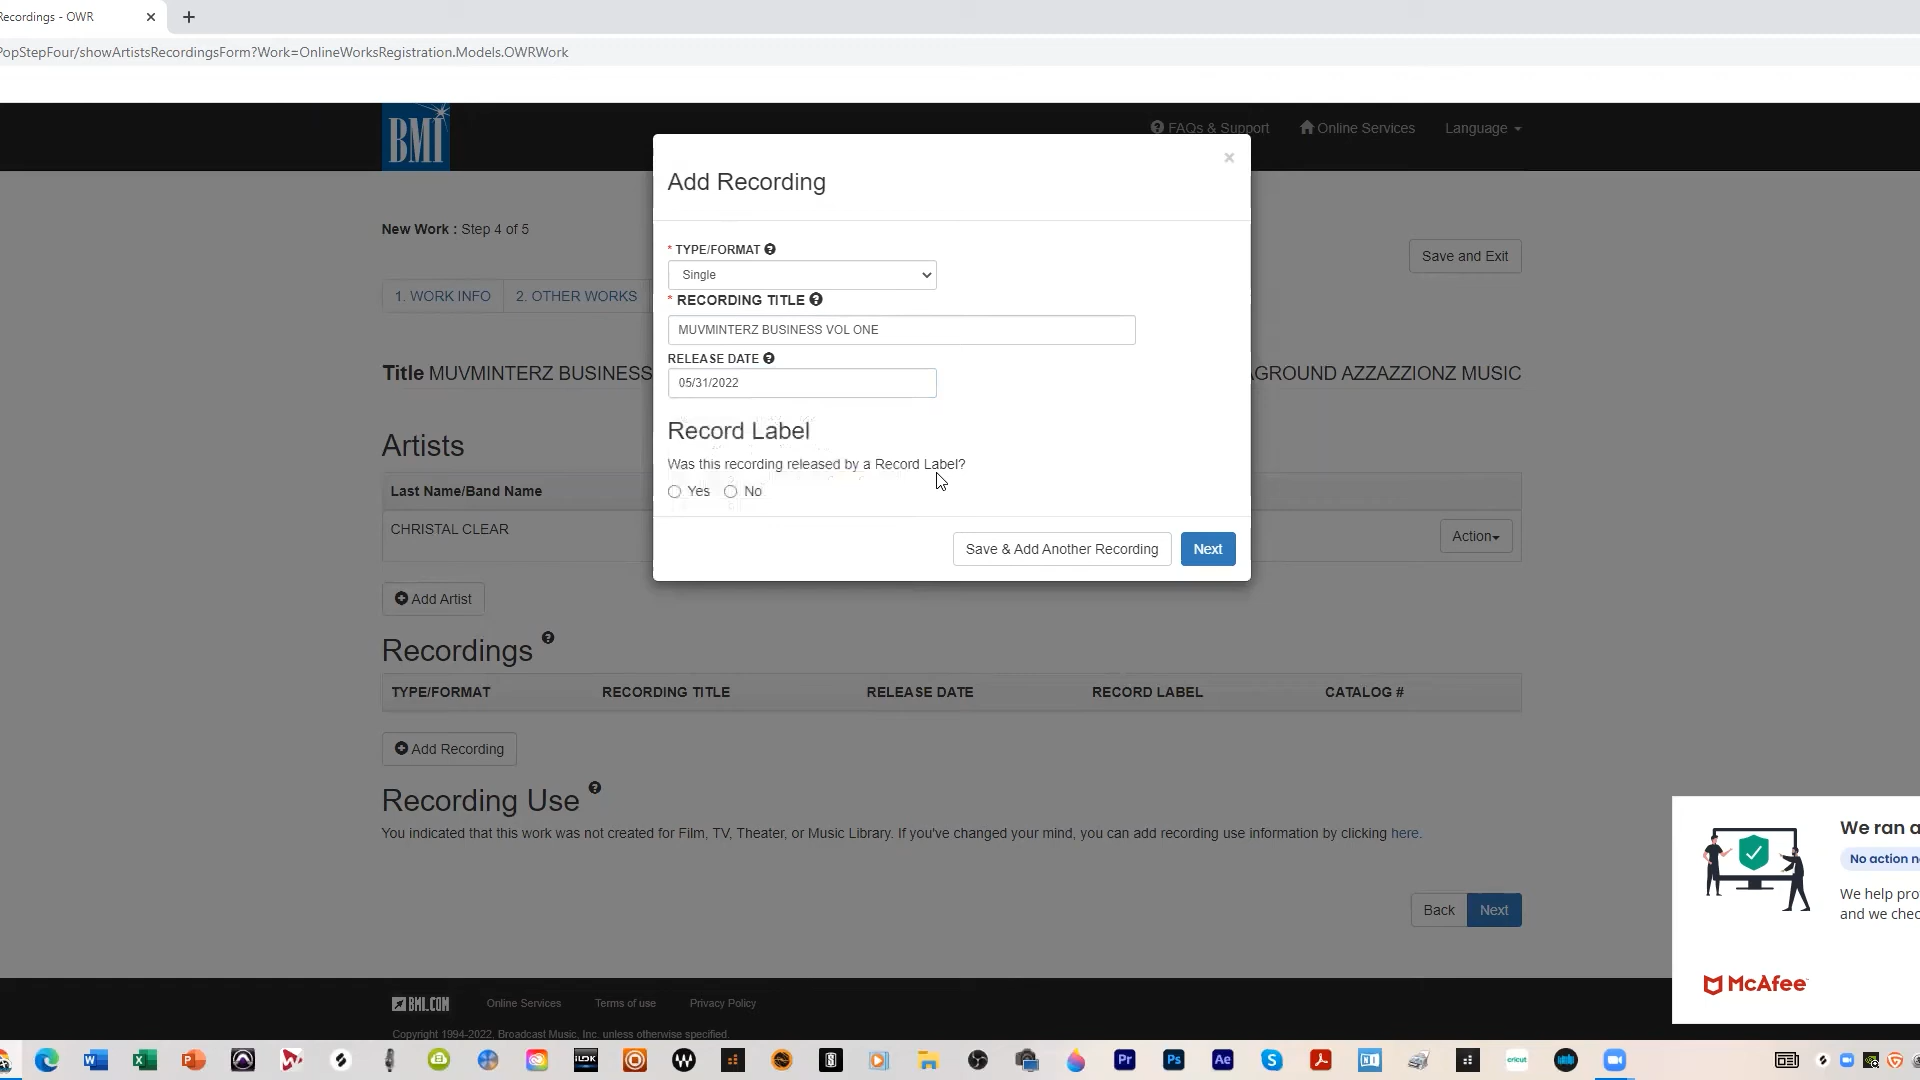 Recordings - OWR
PopStepFour/showArtistsRecordingsForm?Work=OnlineWorksRegistration.Models.OWRWork
BMI
FAQs & Support
Online Services
Language
Add Recording
New Work : Step 4 of 5
Save and Exit
1. WORK INFO
2. OTHER WORKS
* TYPE/FORMAT
Single
* RECORDING TITLE
MUVMINTERZ BUSINESS VOL ONE
RELEASE DATE
05/31/2022
Title MUVMINTERZ BUSINESS
AGROUND AZZAZZIONZ MUSIC
Record Label
Was this recording released by a Record Label?
Yes No
Save & Add Another Recording
Next
Artists
Last Name/Band Name
CHRISTAL CLEAR
Action
Add Artist
Recordings
TYPE/FORMAT RECORDING TITLE RELEASE DATE RECORD LABEL CATALOG #
Add Recording
Recording Use
You indicated that this work was not created for Film, TV, Theater, or Music Library. If you've changed your mind, you can add recording use information by clicking here.
Back Next
We ran a
No action n
We help pro
and we chec
McAfee
BMI.COM
Online Services
Terms of use
Privacy Policy
Copyright 1994-2022, Broadcast Music, Inc. unless otherwise specified.
Pr
Ps
Ae
cricut